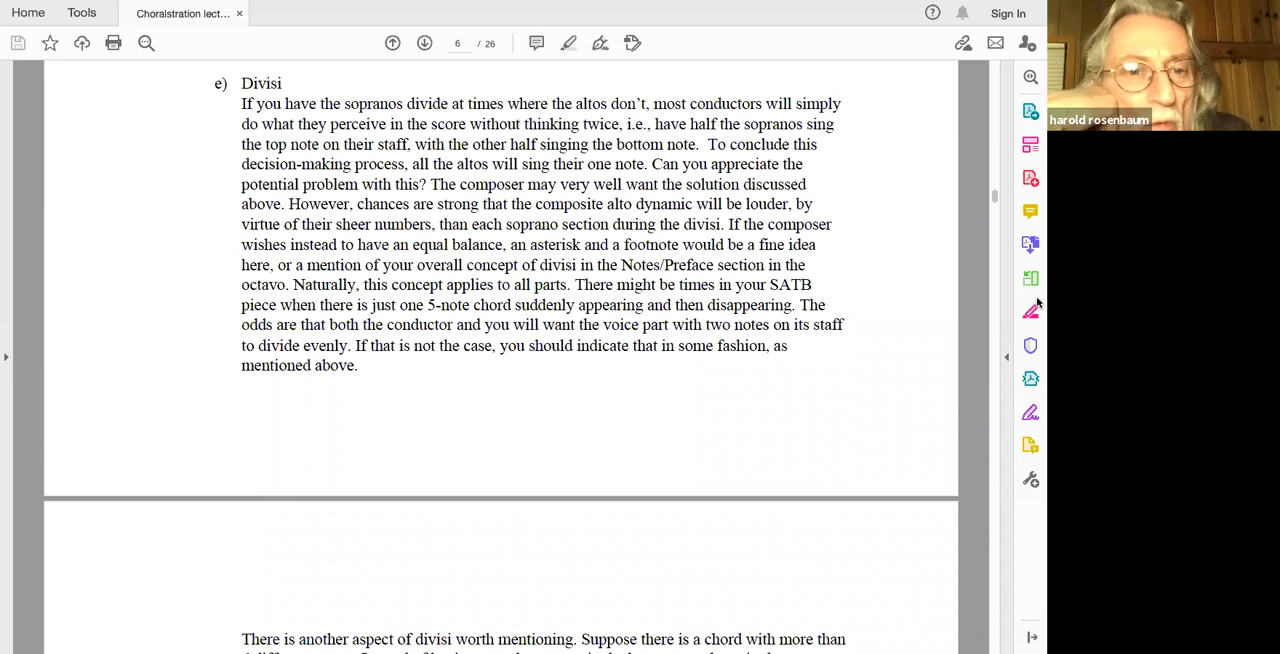 Home Tools Choralstration lect... × Sign In
6 / 26
harold rosenbaum
e) Divisi
If you have the sopranos divide at times where the altos don't, most conductors will simply
do what they perceive in the score without thinking twice, i.e., have half the sopranos sing
the top note on their staff, with the other half singing the bottom note. To conclude this
decision-making process, all the altos will sing their one note. Can you appreciate the
potential problem with this? The composer may very well want the solution discussed
above. However, chances are strong that the composite alto dynamic will be louder, by
virtue of their sheer numbers, than each soprano section during the divisi. If the composer
wishes instead to have an equal balance, an asterisk and a footnote would be a fine idea
here, or a mention of your overall concept of divisi in the Notes/Preface section in the
octavo. Naturally, this concept applies to all parts. There might be times in your SATB
piece when there is just one 5-note chord suddenly appearing and then disappearing. The
odds are that both the conductor and you will want the voice part with two notes on its staff
to divide evenly. If that is not the case, you should indicate that in some fashion, as
mentioned above.
There is another aspect of divisi worth mentioning. Suppose there is a chord with more than